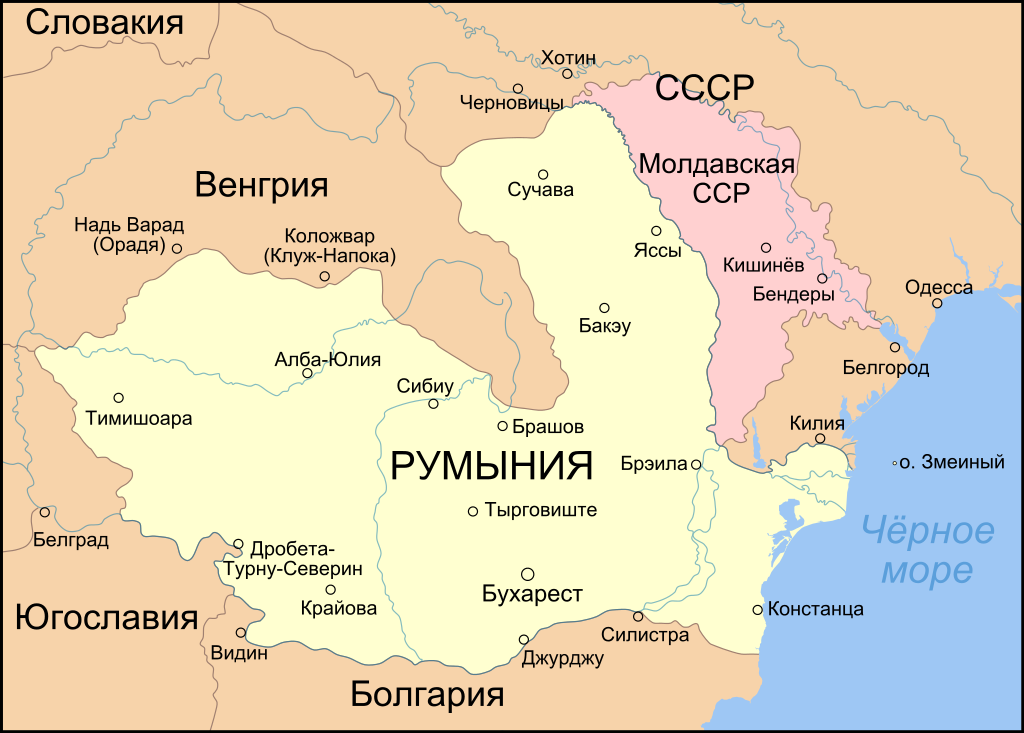 Словакия
Хотин
СССР
Черновицы
Молдавская
ССР
Венгрия
Сучава
Надь Варад
(Орадя)
Коложвар
(Клуж-Напока)
Яссы
Кишинёв
Бендеры
Одесса
Бакэу
Алба-Юлия
Белгород
Сибиу
Тимишоара
Брашов
Килия
РУМЫНИЯ
Брэила
о. Змеиный
Тырговиште
Чёрное
море
Белград
Дробета-
Турну-Северин
Бухарест
Крайова
Констанца
Югославия
Силистра
Видин
Джурджу
Болгария